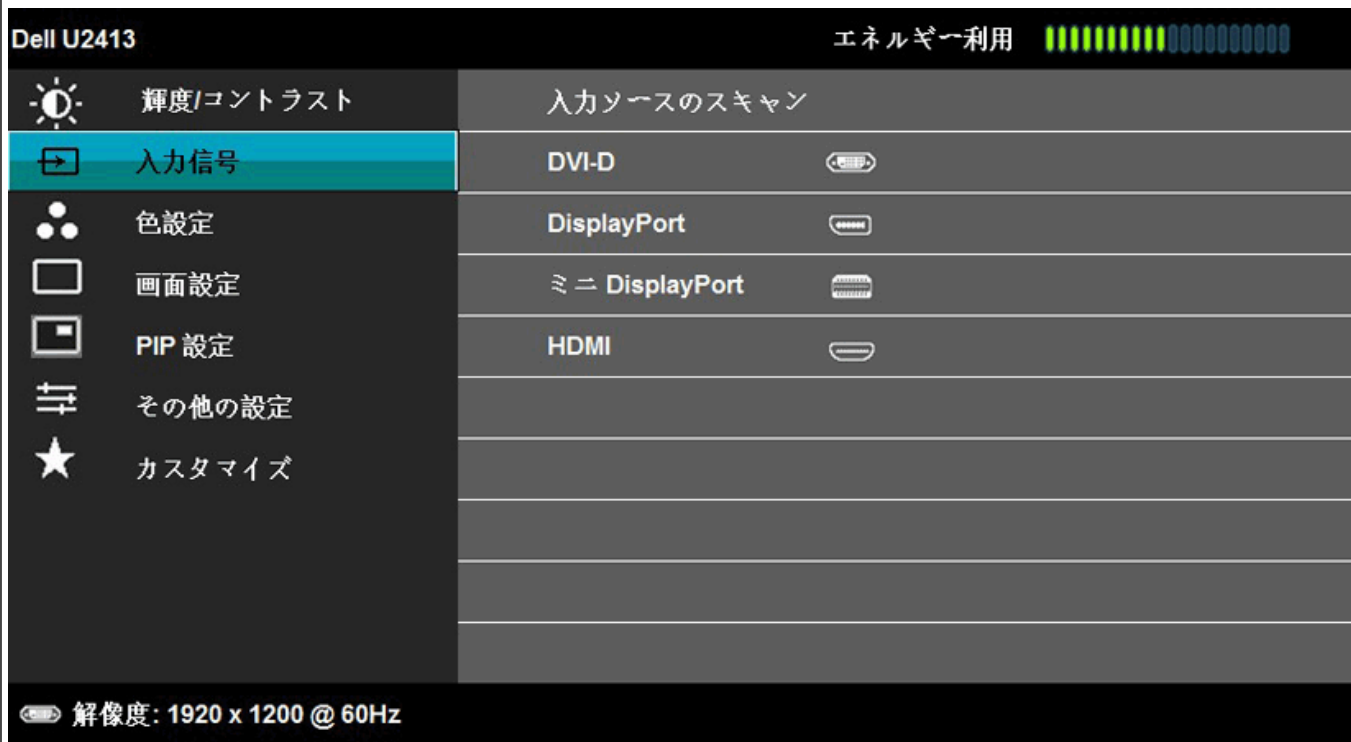 Dell U2413
エネルギー利用
輝度/コントラスト
入力信号
色設定
画面設定
PIP 設定
その他の設定
カスタマイズ
入力ソースのスキャン
DVI-D
DisplayPort
ミニ DisplayPort
HDMI
解像度: 1920 x 1200 @ 60Hz